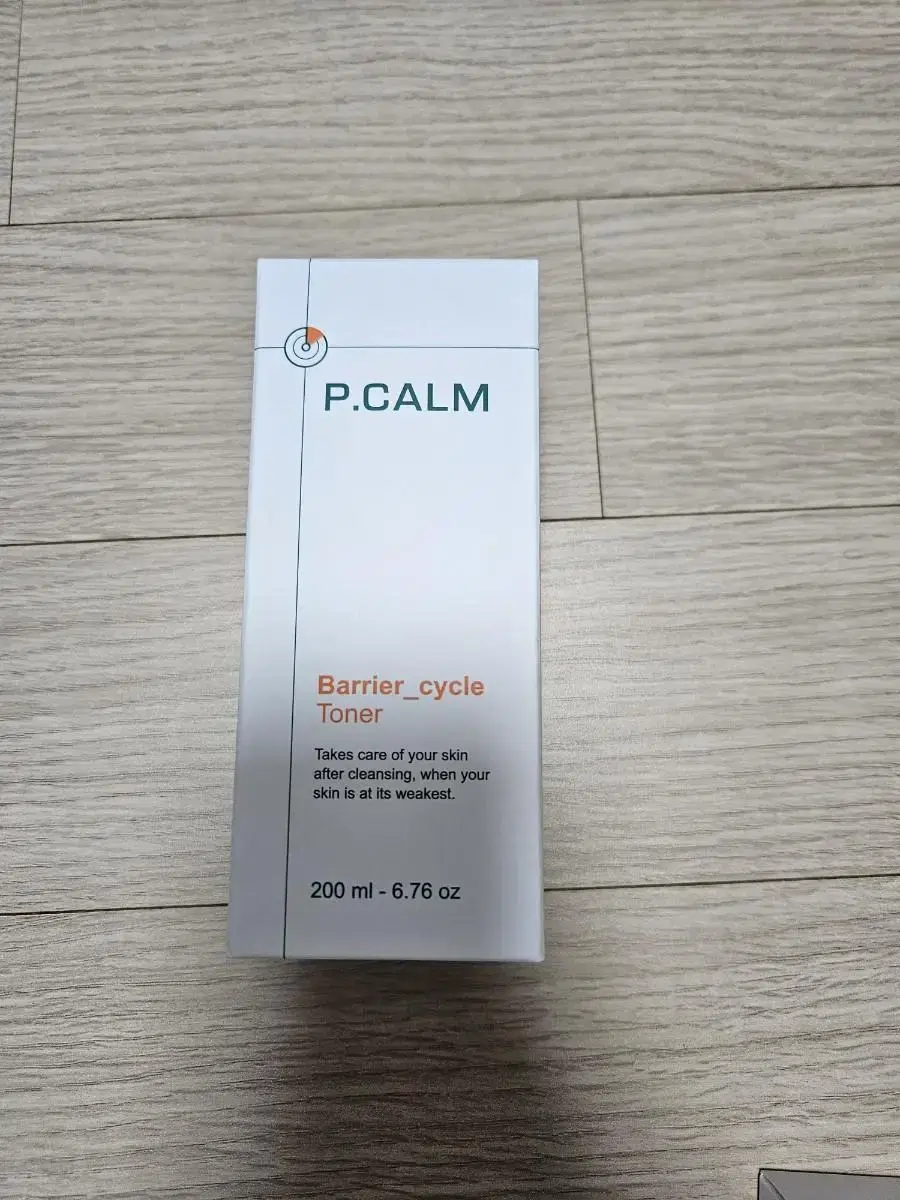 P.CALM
Barrier_cycle
Toner
Takes care of your skin
after cleansing, when your
skin is at its weakest.
200 ml - 6.76 oz